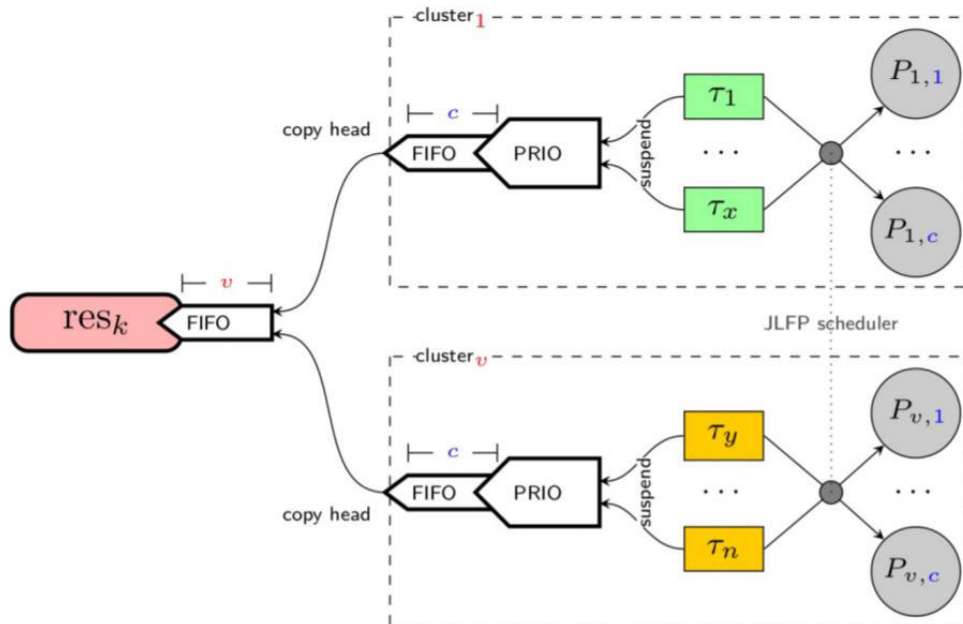 cluster1
c
copy head
FIFO
PRIO
suspend
τ1
· · ·
τx
P1,1
· · ·
P1,c
v
resk
FIFO
JLFP scheduler
clusterv
c
copy head
FIFO
PRIO
suspend
τy
· · ·
τn
Pv,1
· · ·
Pv,c